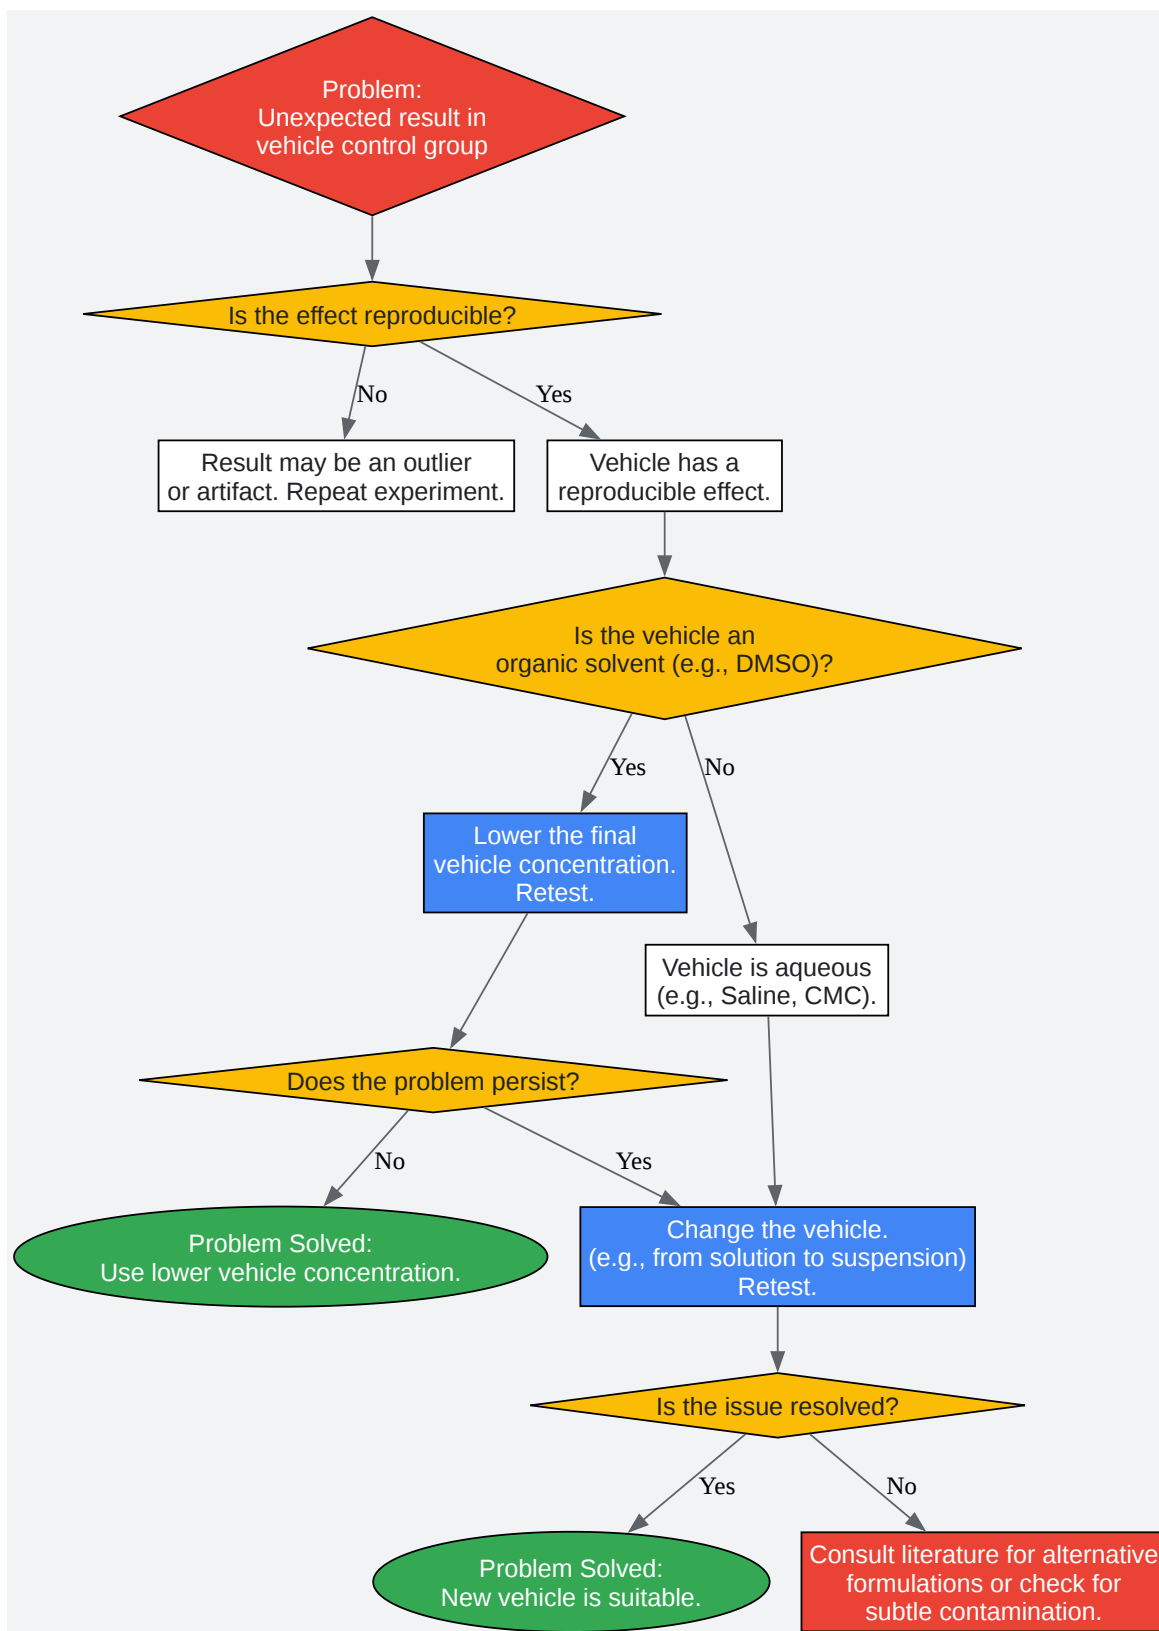 Problem:
Unexpected result in
vehicle control group
Is the effect reproducible?
No
Yes
Result may be an outlier
or artifact. Repeat experiment.
Vehicle has a
reproducible effect.
Is the vehicle an
organic solvent (e.g., DMSO)?
Yes
No
Lower the final
vehicle concentration.
Retest.
Vehicle is aqueous
(e.g., Saline, CMC).
Does the problem persist?
No
Yes
Problem Solved:
Use lower vehicle concentration.
Change the vehicle.
(e.g., from solution to suspension)
Retest.
Is the issue resolved?
Yes
No
Problem Solved:
New vehicle is suitable.
Consult literature for alternative
formulations or check for
subtle contamination.